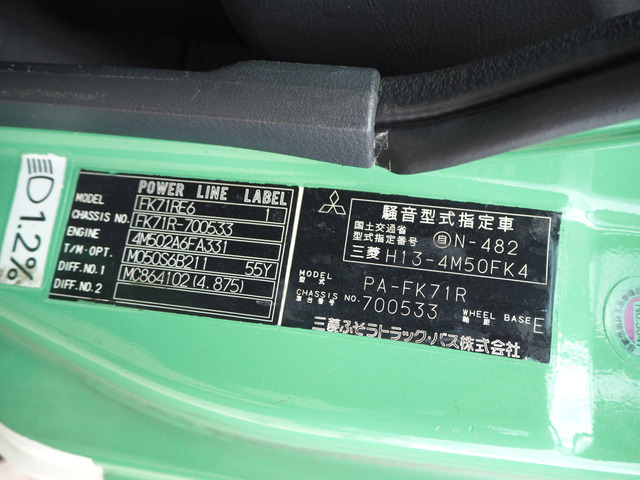 1.2%
POWER LINE LABEL
MODEL FK71RE6 1
CHASSIS NO. FK71R-700533
ENGINE 4M502A6FA331
T/M·OPT. M050S6B211 55Y
DIFF.NO.1 MC864102(4.875)
DIFF.NO.2
騒音型式指定車
国土交通省
型式指定番号 自N-482
三菱 H13-4M50FK4
MODEL
型式 PA-FK71R
CHASSIS NO. 700533 WHEEL BASE E
車台番号 軸距
三菱ふそうトラック・バス株式会社